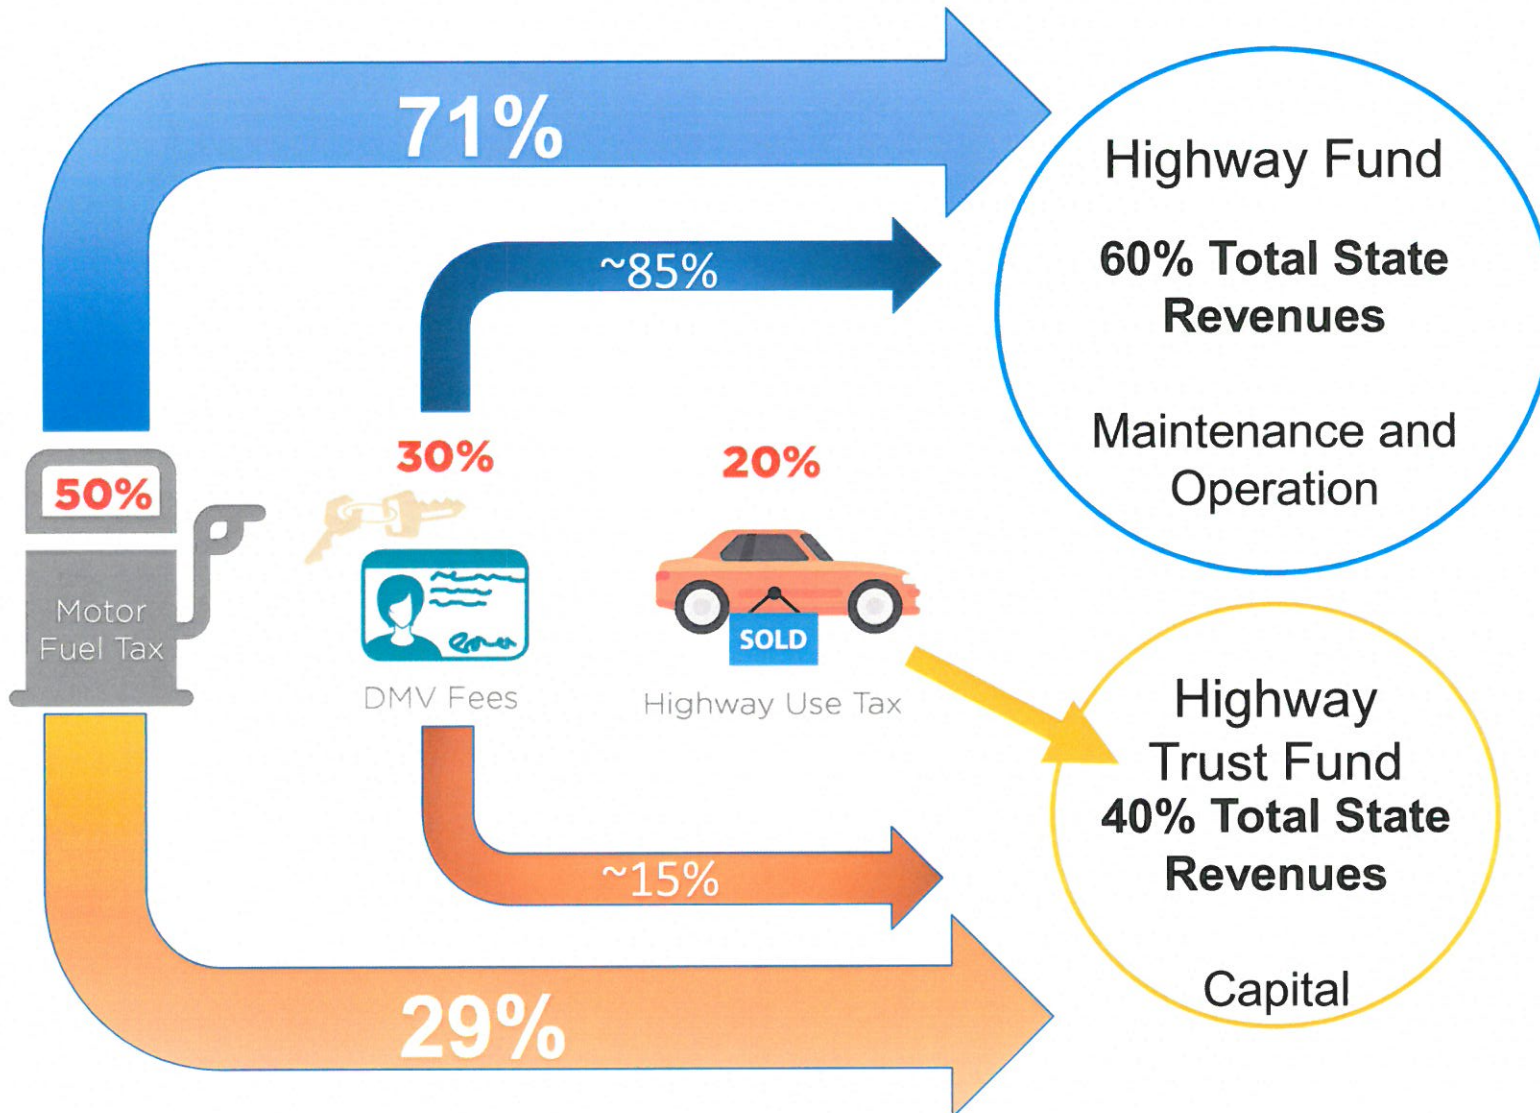 71%
Highway Fund
60% Total State
Revenues
Maintenance and
Operation
~85%
30%
20%
50%
Motor
Fuel Tax
SOLD
DMV Fees
Highway Use Tax
Highway
Trust Fund
40% Total State
Revenues
Capital
~15%
29%